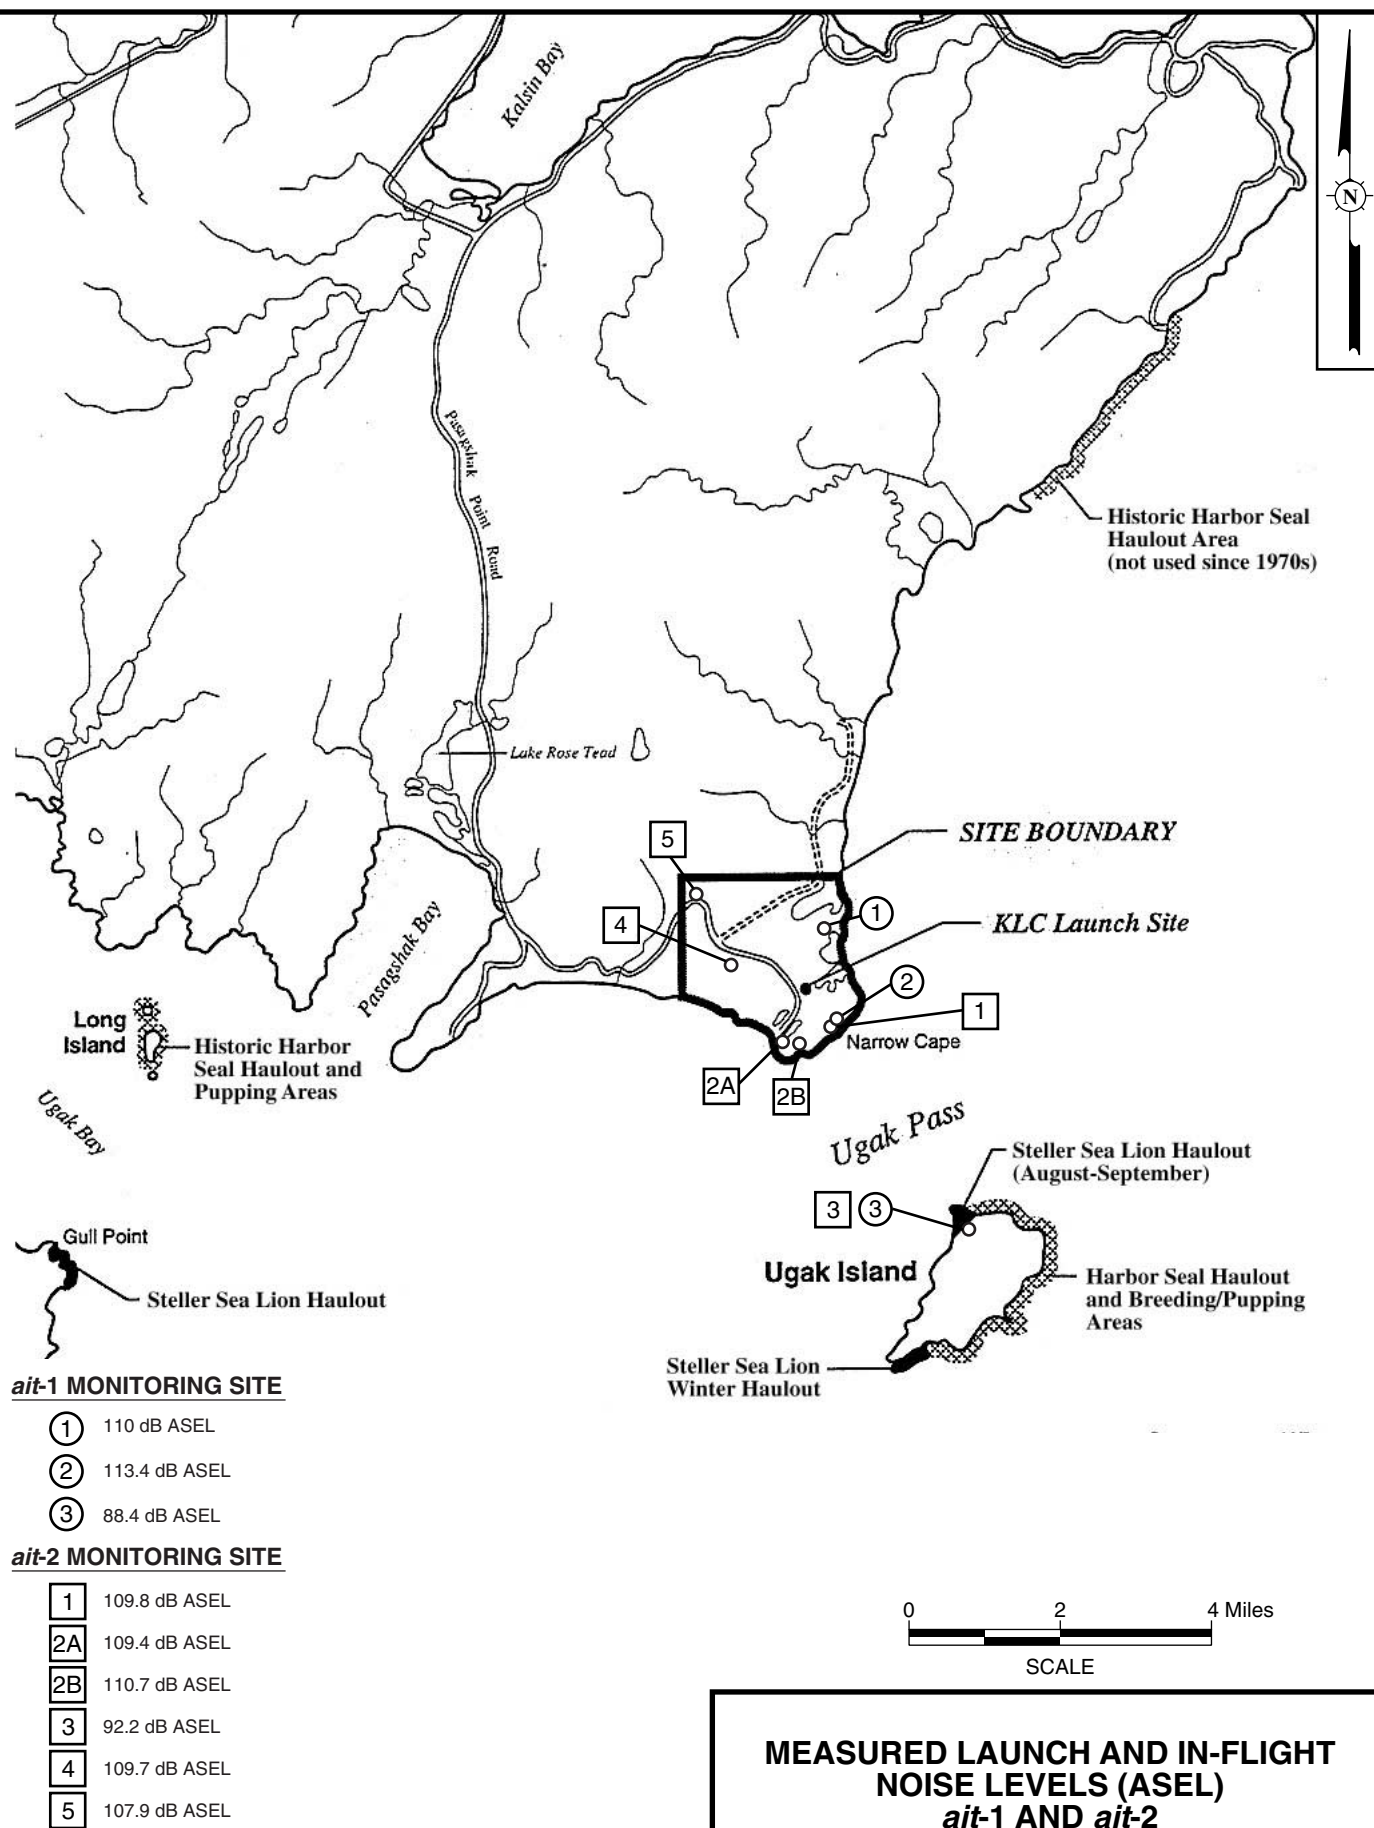 Kalsin Bay
N
Pasagshak Point Road
Historic Harbor Seal
Haulout Area
(not used since 1970s)
Lake Rose Tead
5
SITE BOUNDARY
4
1
KLC Launch Site
Pasagshak Bay
2
1
Long
Island
Historic Harbor
Seal Haulout and
Pupping Areas
Narrow Cape
2A
2B
Ugak Bay
Ugak Pass
Steller Sea Lion Haulout
(August-September)
3
3
Gull Point
Ugak Island
Steller Sea Lion Haulout
Harbor Seal Haulout
and Breeding/Pupping
Areas
Steller Sea Lion
Winter Haulout
ait-1 MONITORING SITE
1 110 dB ASEL
2 113.4 dB ASEL
3 88.4 dB ASEL
ait-2 MONITORING SITE
1 109.8 dB ASEL
2A 109.4 dB ASEL
2B 110.7 dB ASEL
3 92.2 dB ASEL
4 109.7 dB ASEL
5 107.9 dB ASEL
0 2 4 Miles
SCALE
MEASURED LAUNCH AND IN-FLIGHT
NOISE LEVELS (ASEL)
ait-1 AND ait-2